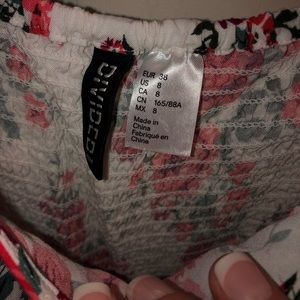 DIVIDED
EUR 38
US 8
CA 8
CN 165/88A
MX 8
Made in
China
Fabriqué en
Chine